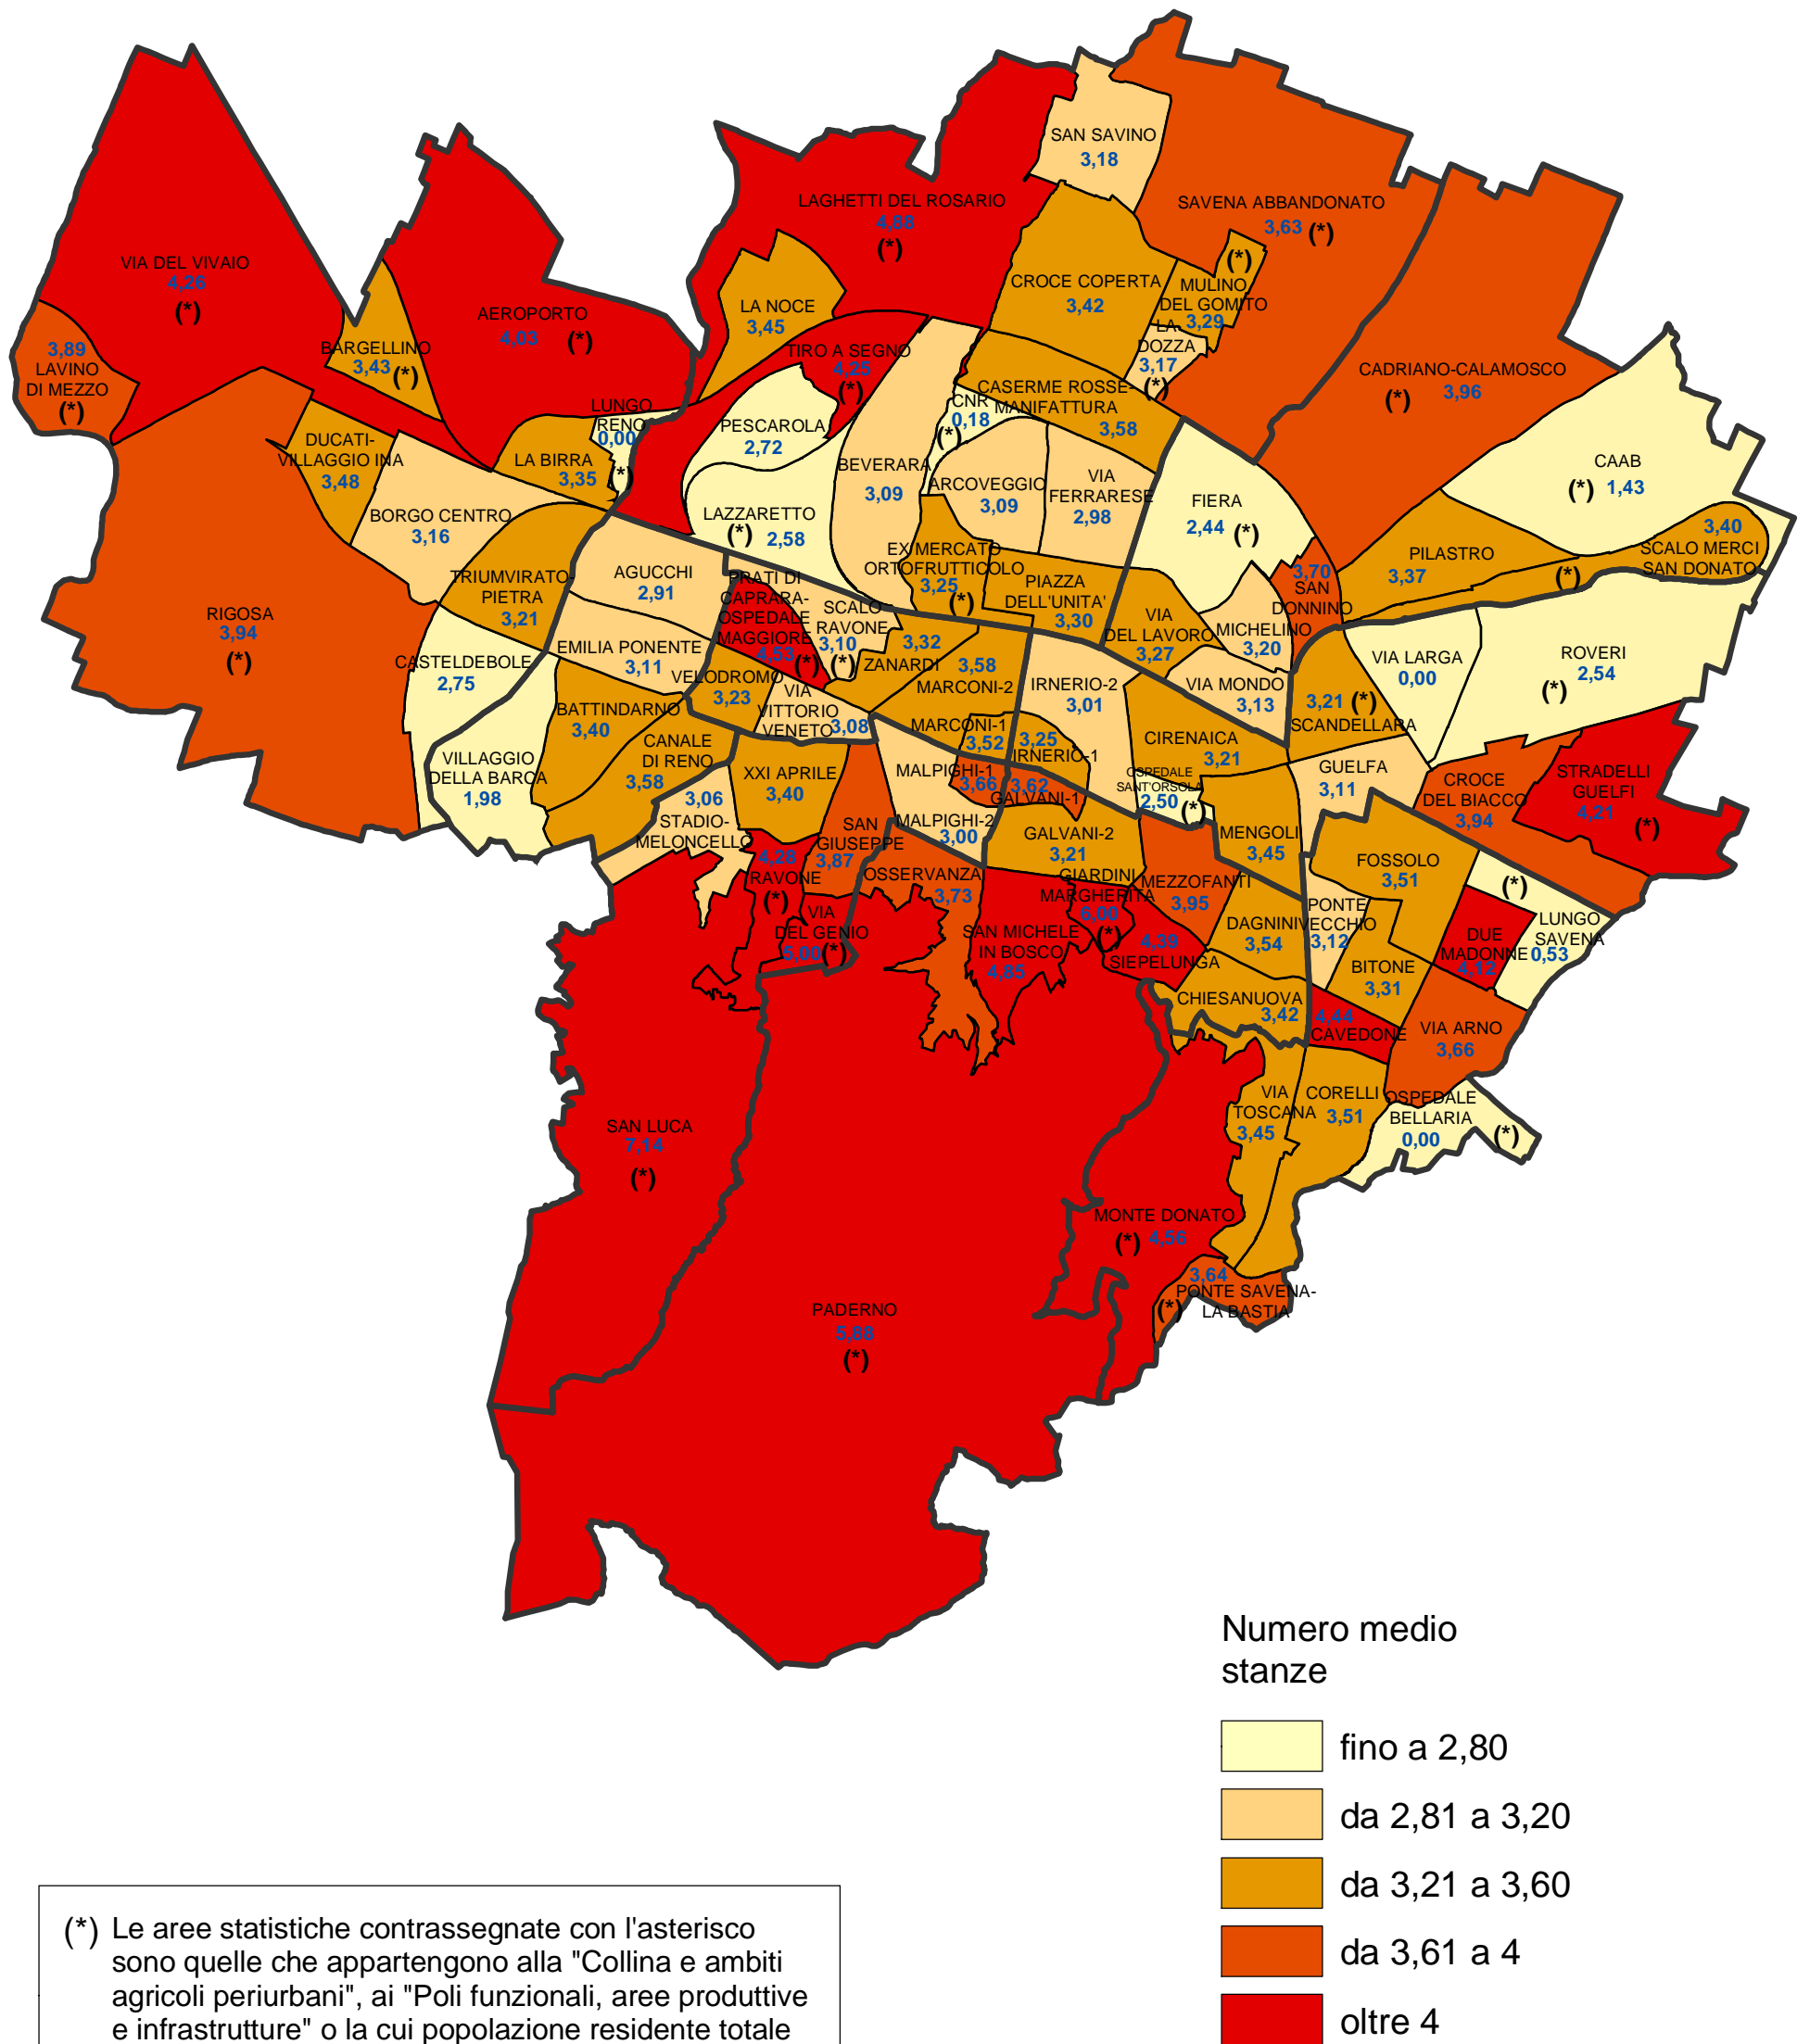 SAN SAVINO
3,18
LAGHETTI DEL ROSARIO
4,88
(*)
SAVENA ABBANDONATO
3,63 (*)
VIA DEL VIVAIO
4,26
(*)
AEROPORTO
4,03 (*)
LA NOCE
3,45
CROCE COPERTA
3,42
(*)
MULINO
DEL GOMITO
3,29
LA
DOZZA
3,17
(*)
3,89
LAVINO
DI MEZZO
(*)
BARGELLINO
3,43 (*)
TIRO A SEGNO
4,25
(*)
CADRIANO-CALAMOSCO
(*) 3,96
CASERME ROSSE-
MANIFATTURA
3,58
CNR
0,18
(*)
LUNGO
RENO
0,00
(*)
PESCAROLA
2,72
DUCATI-
VILLAGGIO INA
3,48
LA BIRRA
3,35
BEVERARA
3,09
ARCOVEGGIO
3,09
VIA
FERRARESE
2,98
FIERA
2,44 (*)
CAAB
(*) 1,43
BORGO CENTRO
3,16
LAZZARETTO
(*) 2,58
EX MERCATO
ORTOFRUTTICOLO
3,25
(*)
PIAZZA
DELL'UNITA'
3,30
PILASTRO
3,37
3,40
SCALO MERCI
SAN DONATO
(*)
TRIUMVIRATO-
PIETRA
3,21
AGUCCHI
2,91
PRATI DI
CAPRARA-
OSPEDALE
MAGGIORE
4,53 (*)
SCALO
RAVONE
3,10
(*)
3,70
SAN
DONNINO
RIGOSA
3,94
(*)
VIA
DEL LAVORO
3,27
MICHELINO
3,20
CASTELDEBOLE
2,75
EMILIA PONENTE
3,11
3,32
ZANARDI
3,58
MARCONI-2
VIA LARGA
0,00
ROVERI
(*) 2,54
VELODROMO
3,23
VIA
VITTORIO
VENETO
3,08
IRNERIO-2
3,01
VIA MONDO
3,13
3,21 (*)
SCANDELLARA
BATTINDARNO
3,40
MARCONI-1
3,52
3,25
IRNERIO-1
CIRENAICA
3,21
VILLAGGIO
DELLA BARCA
1,98
CANALE
DI RENO
3,58
XXI APRILE
3,40
MALPIGHI-1
3,66
3,62
GALVANI-1
OSPEDALE
SANT'ORSOLA
2,50 (*)
GUELFA
3,11
CROCE
DEL BIACCO
3,94
STRADELLI
GUELFI
4,21
(*)
3,06
STADIO-
MELONCELLO
SAN
GIUSEPPE
3,87
MALPIGHI-2
3,00
GALVANI-2
3,21
MENGOLI
3,45
4,28
RAVONE
(*)
OSSERVANZA
3,73
GIARDINI
MARGHERITA
6,00
(*)
MEZZOFANTI
3,95
FOSSOLO
3,51
(*)
LUNGO
SAVENA
0,53
VIA
DEL GENIO
5,00 (*)
SAN MICHELE
IN BOSCO
4,85
4,39
SIEPELUNGA
DAGNINI
3,54
PONTE
VECCHIO
3,12
DUE
MADONNE
4,12
BITONE
3,31
CHIESANUOVA
3,42
4,44
CAVEDONE
VIA ARNO
3,66
SAN LUCA
7,14
(*)
VIA
TOSCANA
3,45
CORELLI
3,51
OSPEDALE
BELLARIA
0,00 (*)
MONTE DONATO
(*) 4,56
3,64
PONTE SAVENA-
LA BASTIA
(*)
PADERNO
5,88
(*)
Numero medio
stanze
fino a 2,80
da 2,81 a 3,20
da 3,21 a 3,60
da 3,61 a 4
oltre 4
(*) Le aree statistiche contrassegnate con l'asterisco
sono quelle che appartengono alla "Collina e ambiti
agricoli periurbani", ai "Poli funzionali, aree produttive
e infrastrutture" o la cui popolazione residente totale